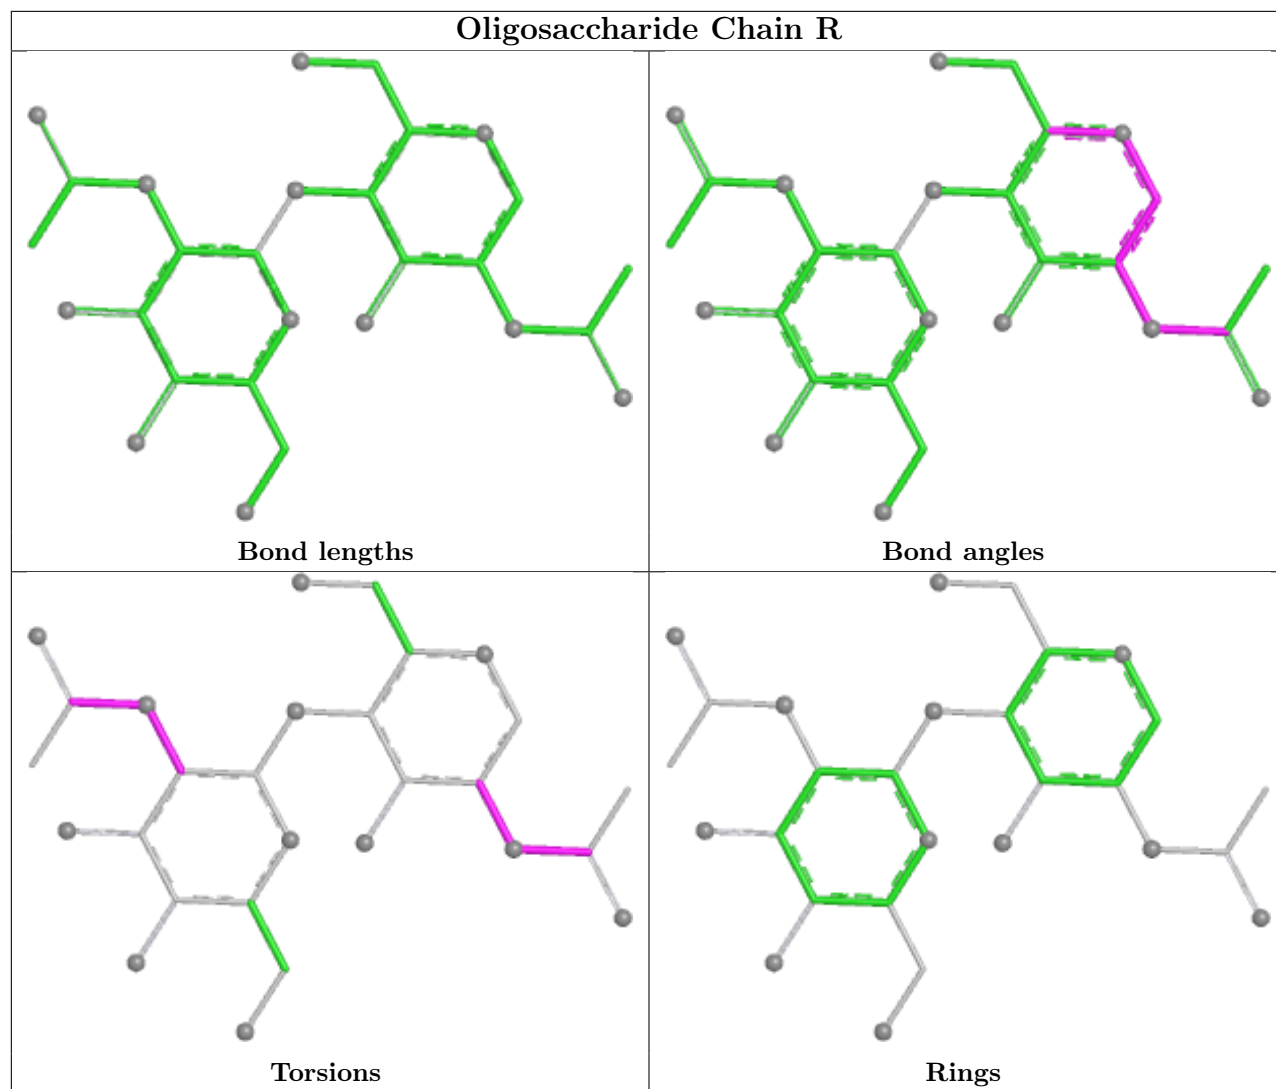 Oligosaccharide Chain R
Bond lengths
Bond angles
Torsions
Rings